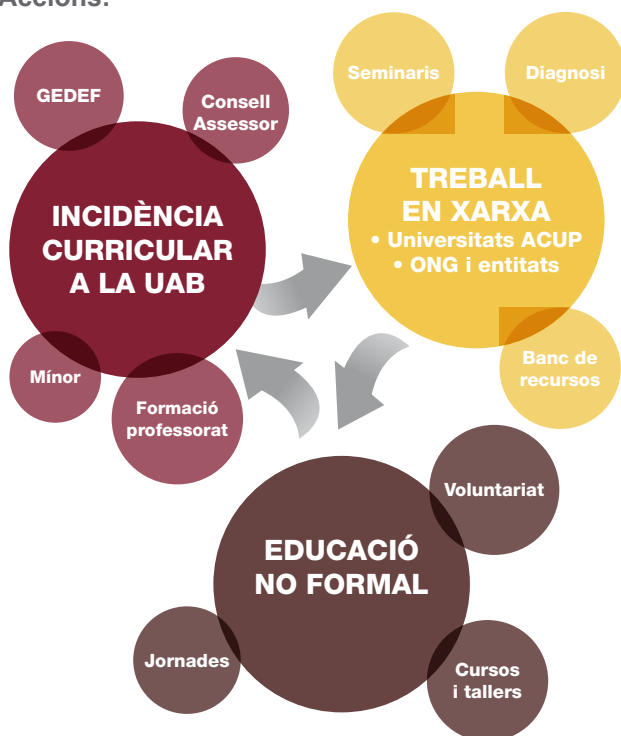 Accions:
GEDEF
Consell
Assessor
INCIDÈNCIA
CURRICULAR
A LA UAB
Mínor
Formació
professorat
Seminaris
Diagnosi
TREBALL
EN XARXA
• Universitats ACUP
• ONG i entitats
Banc de
recursos
Voluntariat
EDUCACIÓ
NO FORMAL
Jornades
Cursos
i tallers